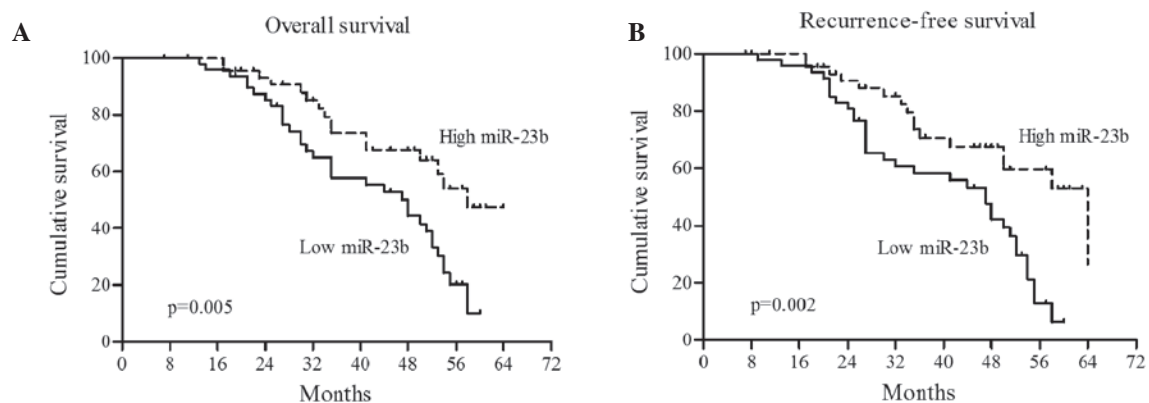 A
Overall survival
Cumulative survival
100
80
60
40
20
0
High miR-23b
Low miR-23b
p=0.005
0 8 16 24 32 40 48 56 64 72
Months
B
Recurrence-free survival
Cumulative survival
100
80
60
40
20
0
High miR-23b
Low miR-23b
p=0.002
0 8 16 24 32 40 48 56 64 72
Months